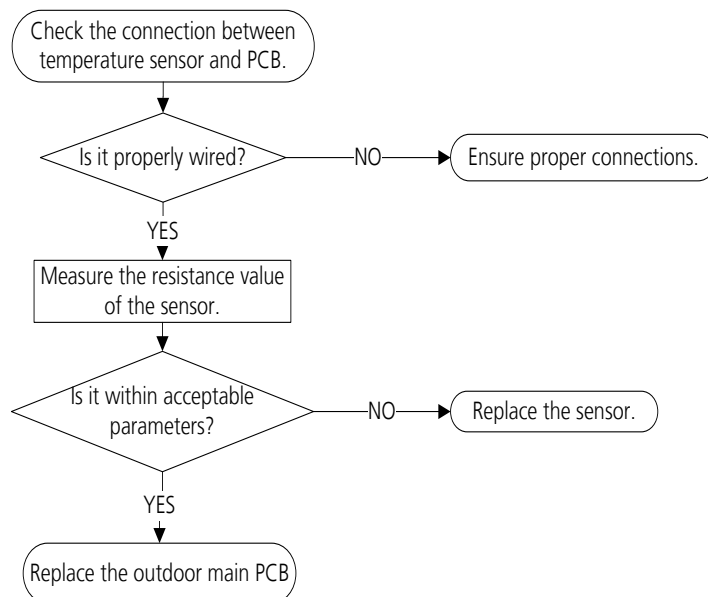 Check the connection between
temperature sensor and PCB.
Is it properly wired?
NO
Ensure proper connections.
YES
Measure the resistance value
of the sensor.
Is it within acceptable
parameters?
NO
Replace the sensor.
YES
Replace the outdoor main PCB